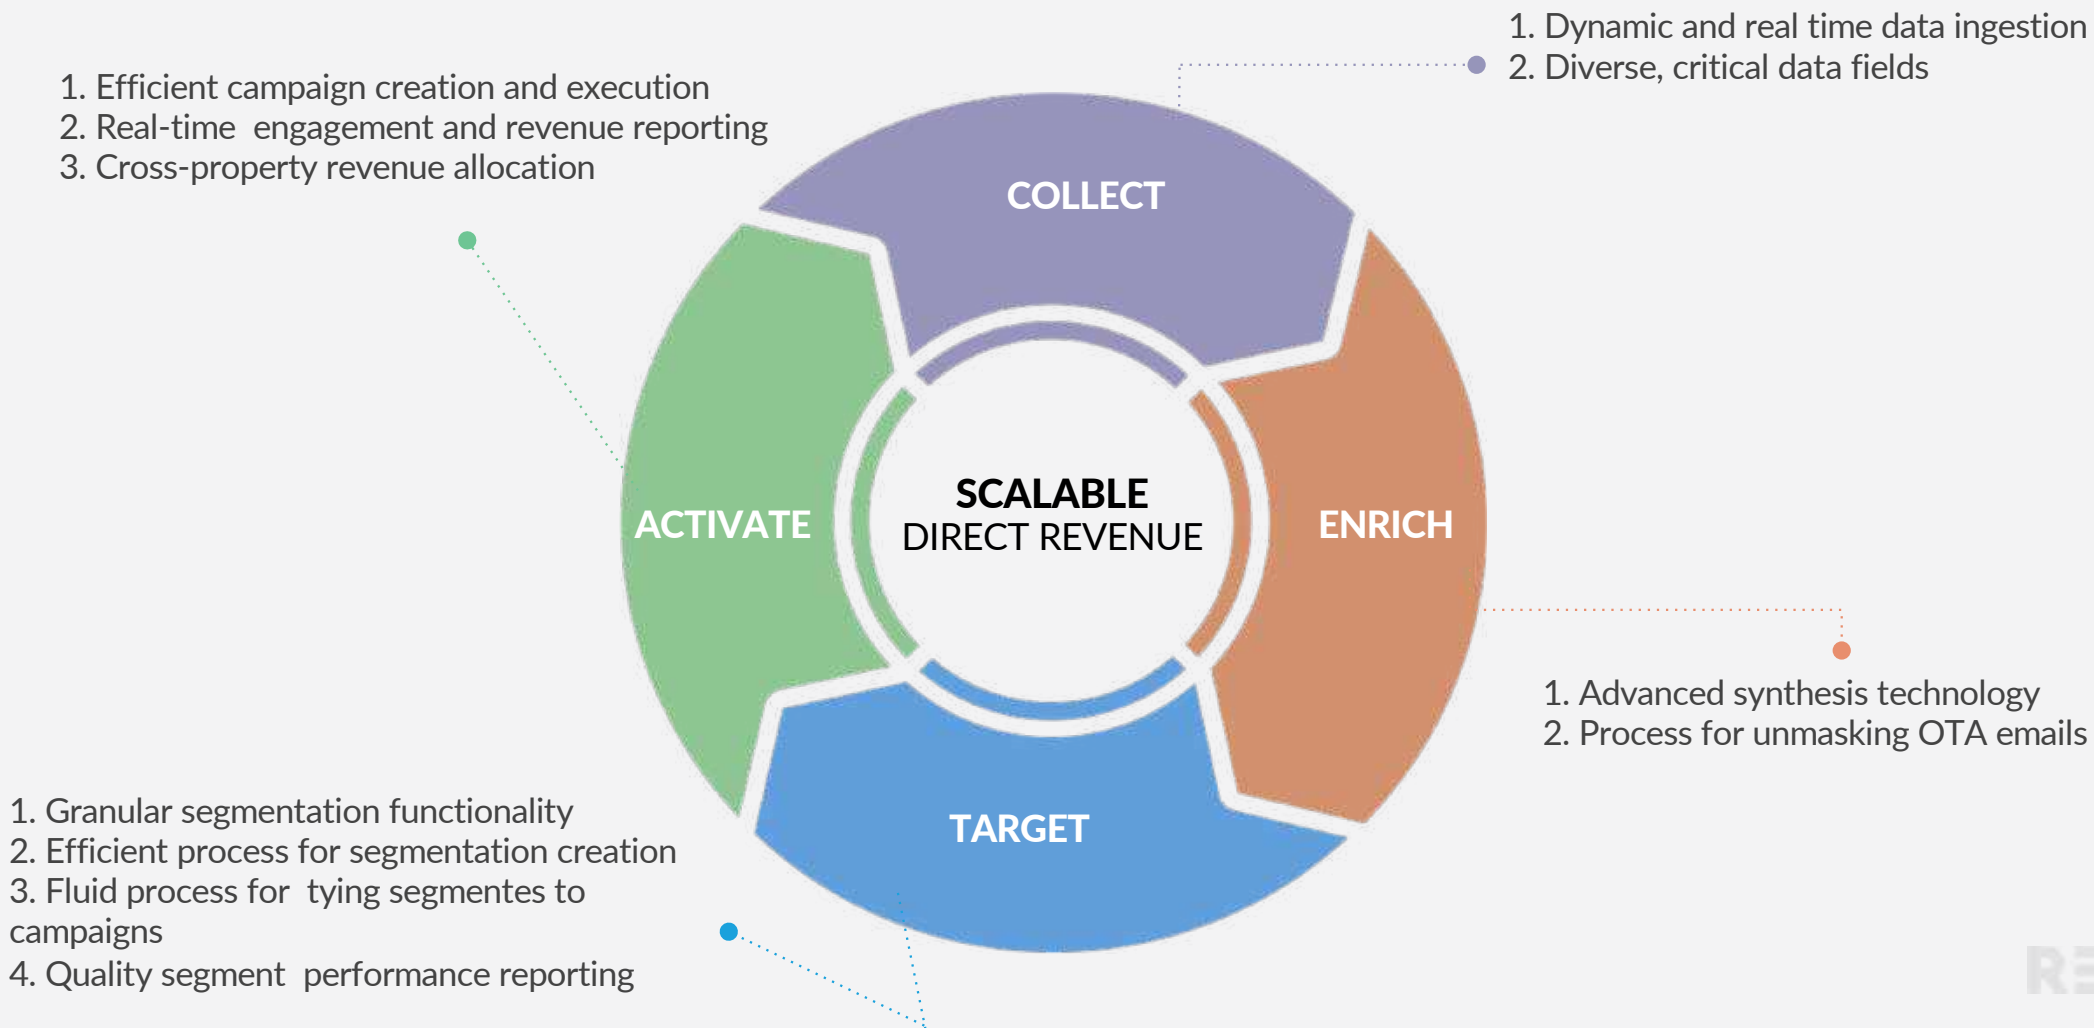 1. Dynamic and real time data ingestion
2. Diverse, critical data fields
1. Efficient campaign creation and execution
2. Real-time engagement and revenue reporting
3. Cross-property revenue allocation
COLLECT
SCALABLE
DIRECT REVENUE
ACTIVATE
ENRICH
1. Advanced synthesis technology
2. Process for unmasking OTA emails
TARGET
1. Granular segmentation functionality
2. Efficient process for segmentation creation
3. Fluid process for tying segmentes to
campaigns
4. Quality segment performance reporting